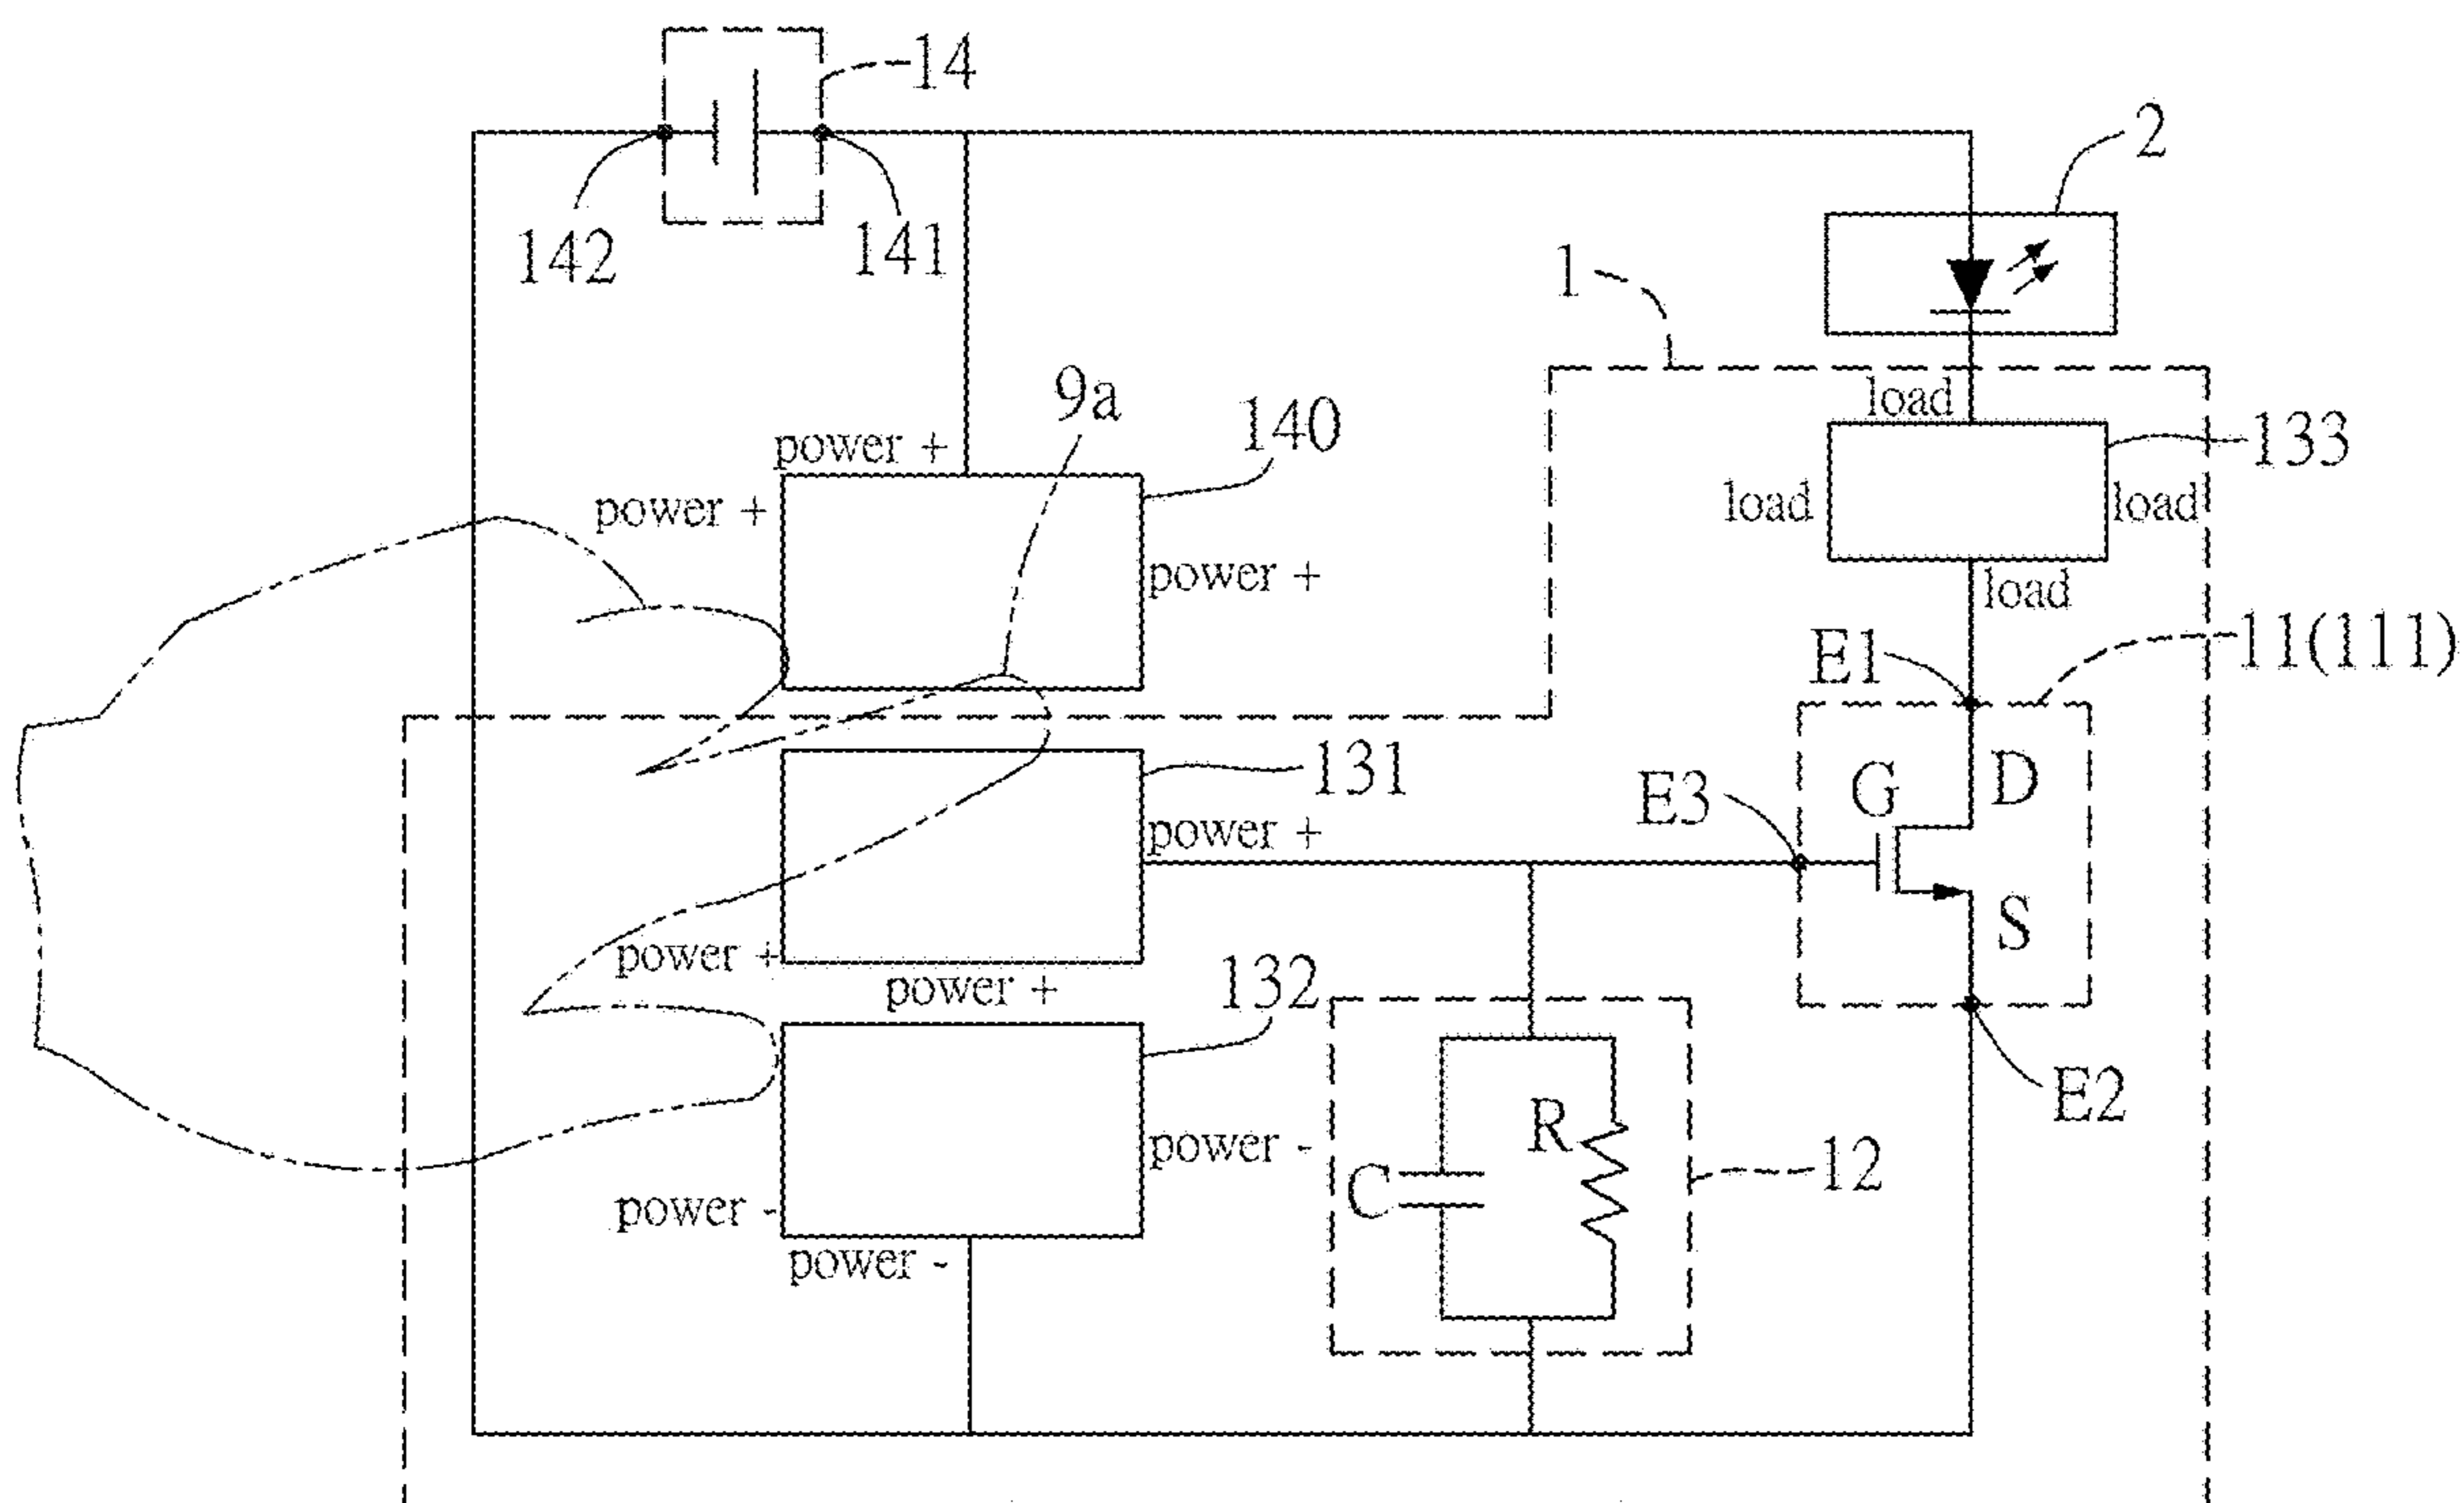 14
2
142
141
1
9a
load
140
133
power +
power +
load
load
power +
load
E1
11(111)
131
G
D
E3
power +
S
power +
power +
132
E2
R
power -
C
12
power -
power -